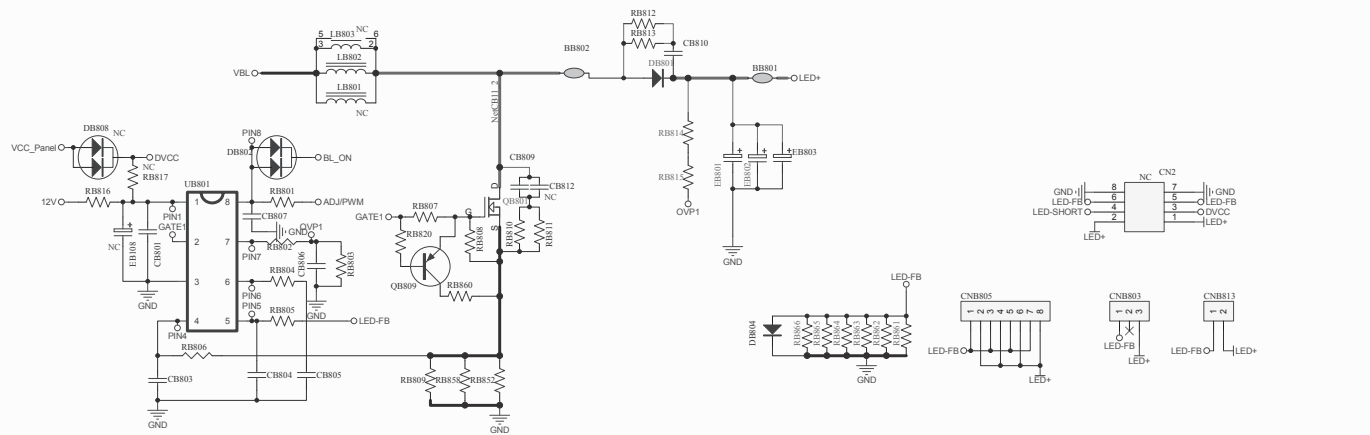 RB812
RB813
CB810
DB801
BB802
BB801
LED+
5 LB803 NC 6
3 2
LB802
LB801
NC
VBL
NetCB11_2
RB814
RB815
OVP1
EB801
EB802
EB803
GND
DB808
NC
VCC_Panel
DVCC
NC
RB817
PIN8
DB802
BL_ON
RB816
12V
UB801
RB801
ADJ/PWM
1
8
PIN1
GATE1
CB807
GND
OVP1
2
7
PIN7
RB802
EB108
NC
CB801
GND
CB806
RB803
RB804
3
6
PIN6
PIN5
GND
RB805
4
5
LED-FB
PIN4
RB806
CB803
GND
CB804
CB805
CB809
CB812
NC
QB801
D
G
S
GATE1
RB807
RB820
RB808
RB810
RB811
QB809
RB860
RB809
RB858
RB852
GND
LED-FB
DB804
RB866
RB865
RB864
RB863
RB862
RB861
GND
NC CN2
GND 8 7 GND
LED-FB 6 5 LED-FB
LED-SHORT 4 3 DVCC
2 1 LED+
LED+
CNB805
1 2 3 4 5 6 7 8
LED-FB
LED+
CNB803
1 2 3
LED-FB
LED+
CNB813
1 2
LED-FB
LED+